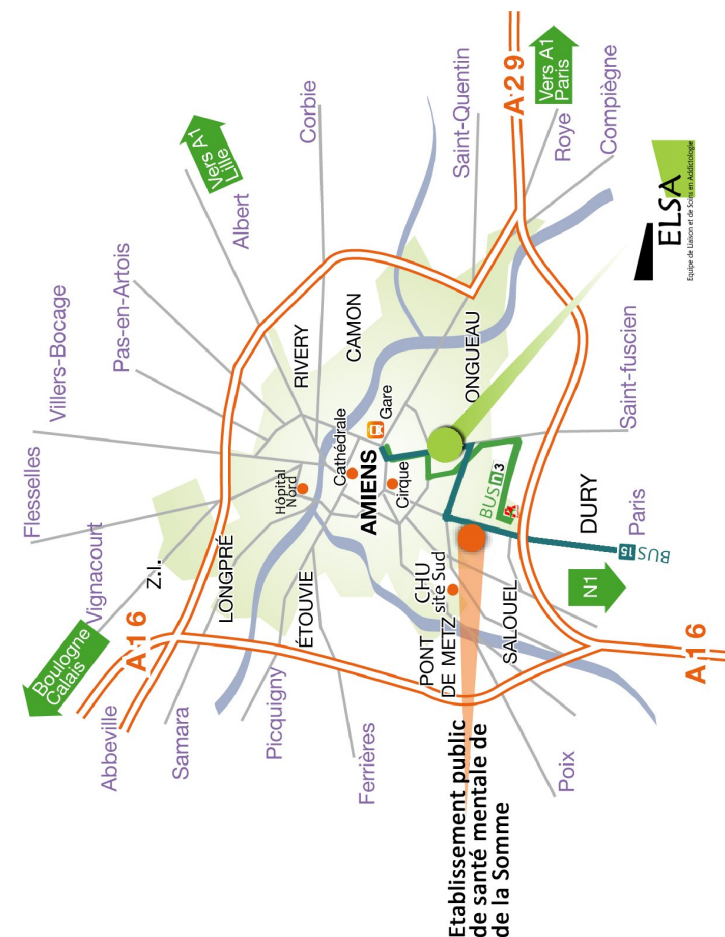 Boulogne
Calais
Abbeville
A 16
Samara
Picquigny
Ferrières
Vignacourt
Flesselles
Villers-Bocage
Pas-en-Artois
Albert
Vers A1
Lille
Corbie
Saint-Quentin
A 29
Vers A1
Paris
Roye
Compiègne
Z.I.
LONGPRÉ
ÉTOUVIE
RIVERY
CAMON
Hôpital
Nord
Cathédrale
AMIENS
Gare
Cirque
ONGUEAU
PONT
DE METZ
CHU
site Sud
SALOUEL
BUS n3
DURY
Saint-fuscien
Paris
BUS 15
N1
A 16
Poix
Etablissement public
de santé mentale de
de la Somme
ELSA
Equipe de Liaison et de Soins en Addictologie